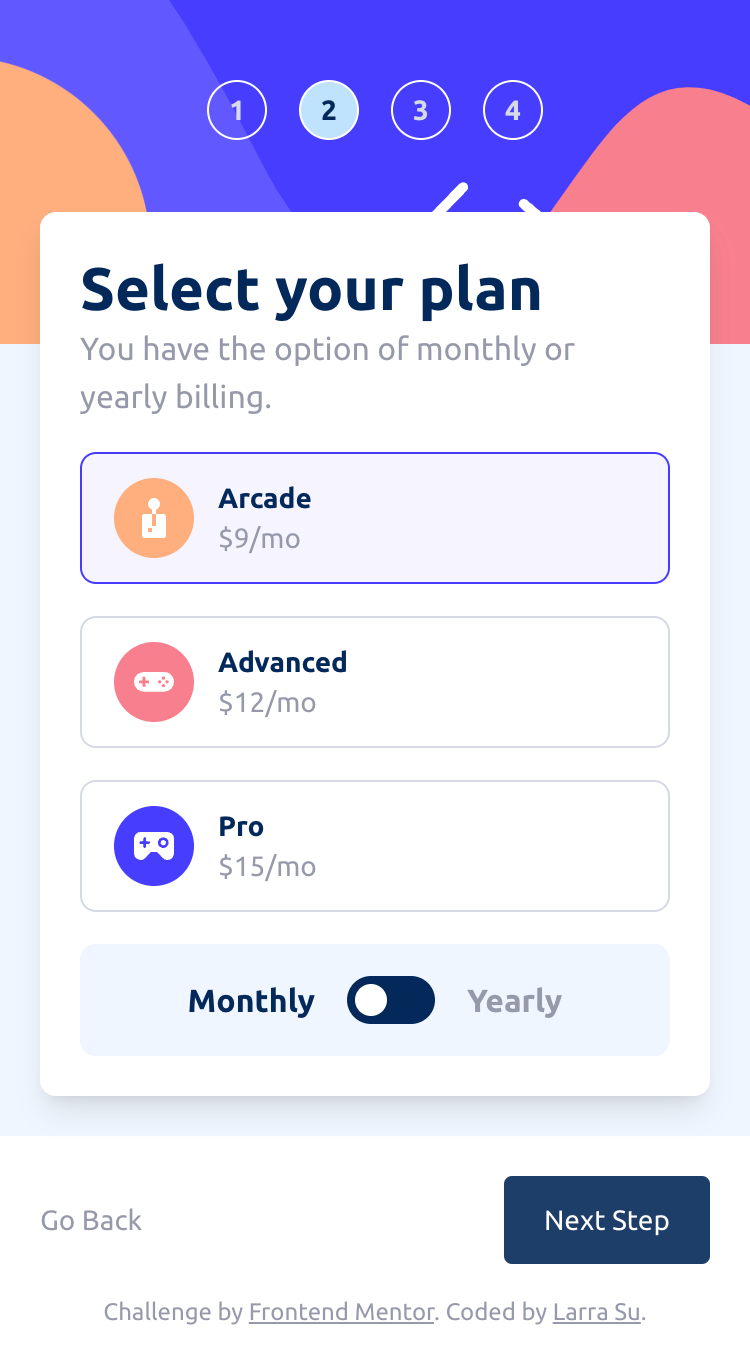 1 2 3 4
Select your plan
You have the option of monthly or
yearly billing.
Arcade
$9/mo
Advanced
$12/mo
Pro
$15/mo
Monthly Yearly
Go Back Next Step
Challenge by Frontend Mentor. Coded by Larra Su.